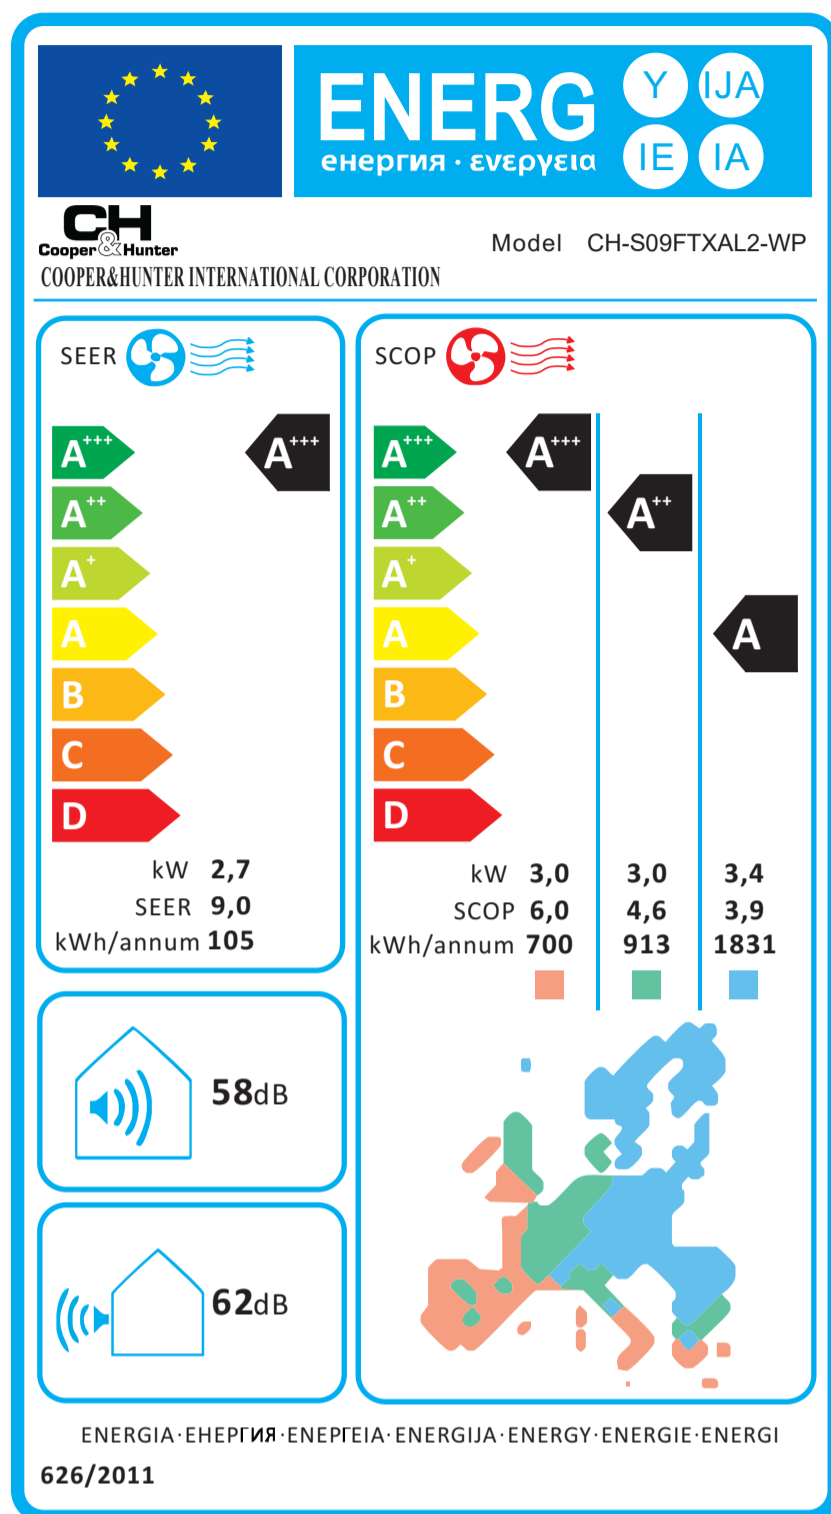 ENERG
енергия · ενεργεια
Y IJA
IE IA
CH
Cooper&Hunter
Model CH-S09FTXAL2-WP
COOPER&HUNTER INTERNATIONAL CORPORATION
SEER
A+++ A+++
A++
A+
A
B
C
D
kW 2,7
SEER 9,0
kWh/annum 105
SCOP
A+++ A+++
A++ A++
A+
A A
B
C
D
kW 3,0 3,0 3,4
SCOP 6,0 4,6 3,9
kWh/annum 700 913 1831
58dB
62dB
ENERGIA·ЕНЕРГИЯ·ΕΝΕΡΓΕΙΑ·ENERGIJA·ENERGY·ENERGIE·ENERGI
626/2011